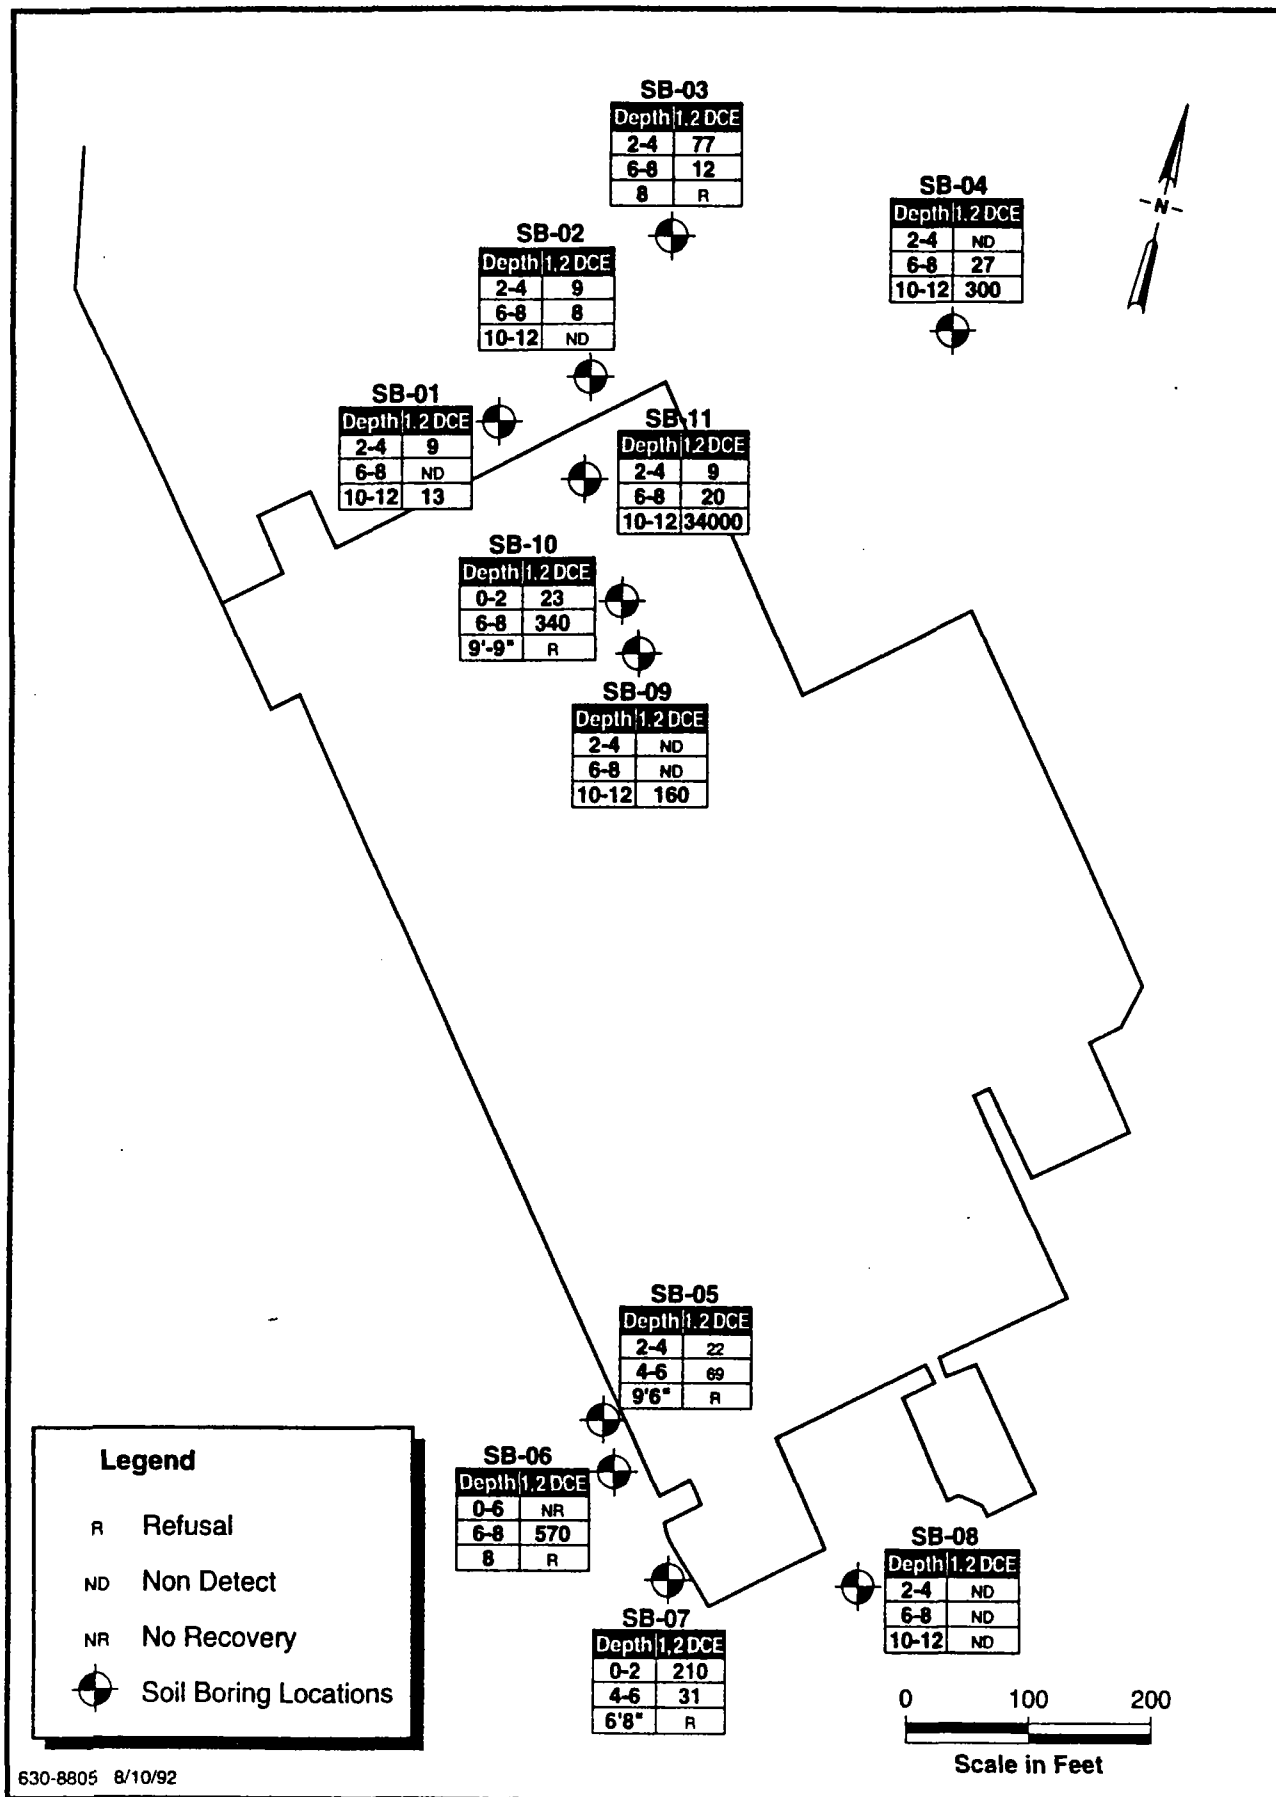 SB-03
Depth 1.2 DCE
2-4 77
6-8 12
8 R
SB-04
Depth 1.2 DCE
2-4 ND
6-8 27
10-12 300
N
SB-02
Depth 1,2 DCE
2-4 9
6-8 8
10-12 ND
SB-01
Depth 1.2 DCE
2-4 9
6-8 ND
10-12 13
SB-11
Depth 1.2 DCE
2-4 9
6-8 20
10-12 34000
SB-10
Depth 1.2 DCE
0-2 23
6-8 340
9'-9" R
SB-09
Depth 1.2 DCE
2-4 ND
6-8 ND
10-12 160
SB-05
Depth 1.2 DCE
2-4 22
4-6 69
9'6" R
SB-06
Depth 1,2 DCE
0-6 NR
6-8 570
8 R
SB-07
Depth 1,2 DCE
0-2 210
4-6 31
6'8" R
SB-08
Depth 1.2 DCE
2-4 ND
6-8 ND
10-12 ND
Legend
R Refusal
ND Non Detect
NR No Recovery
Soil Boring Locations
0 100 200
Scale in Feet
630-8805 8/10/92